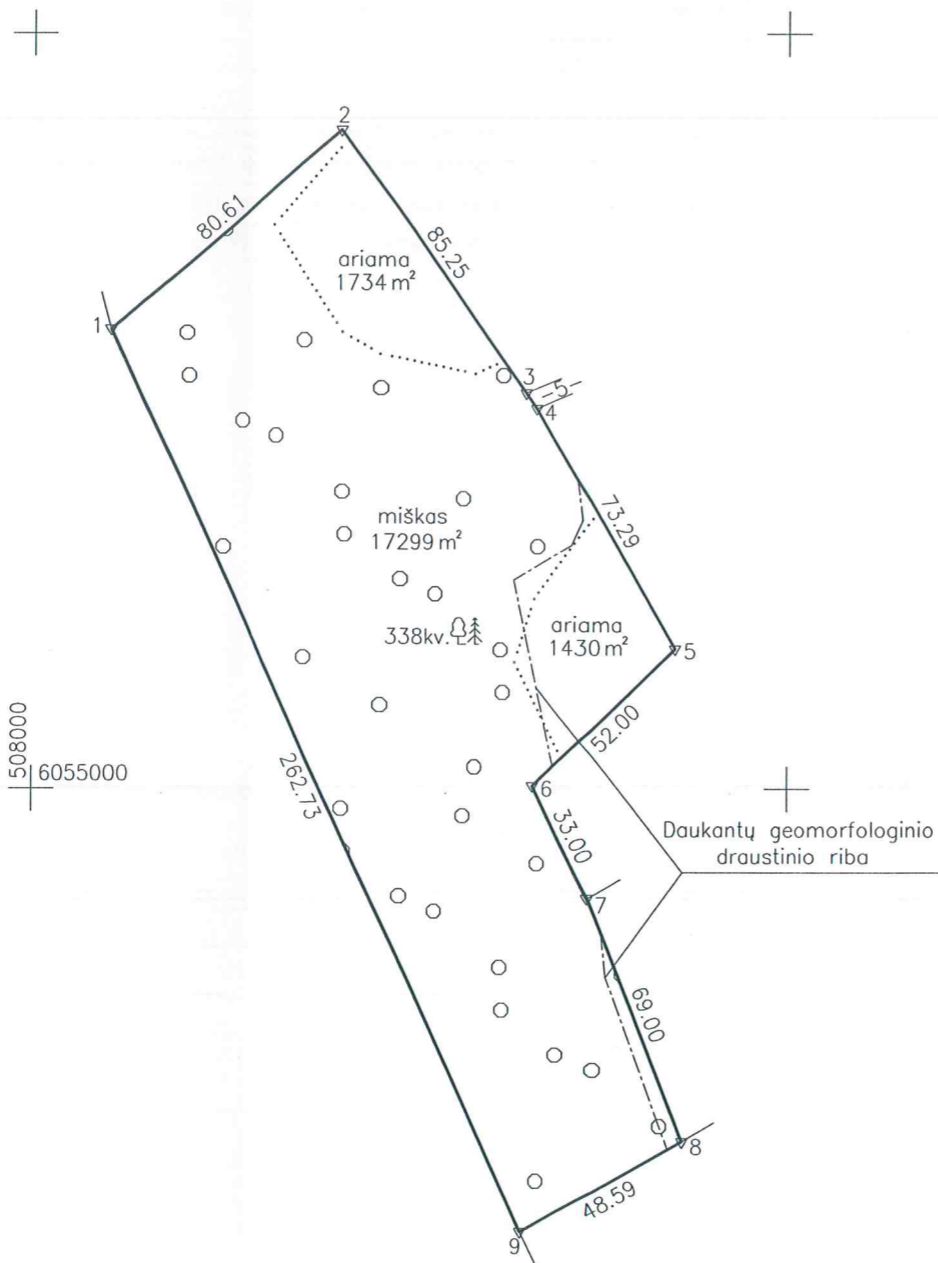 2
80.61
85.25
ariama
1734 m²
1
3
-5-
4
73.29
miškas
17299 m²
338kv.
ariama
1430 m²
5
52.00
508000
6055000
262.73
6
33.00
Daukantų geomorfologinio
draustinio riba
7
69.00
8
48.59
9